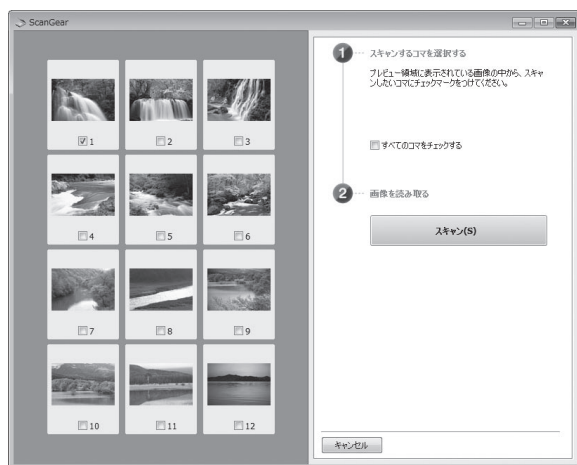 ScanGear
1
2
3
4
5
6
7
8
9
10
11
12
1 スキャンするコマを選択する
プレビュー領域に表示されている画像の中から、スキャ
ンしたいコマにチェックマークをつけてください。
すべてのコマをチェックする
2 画像を読み取る
スキャン(S)
キャンセル